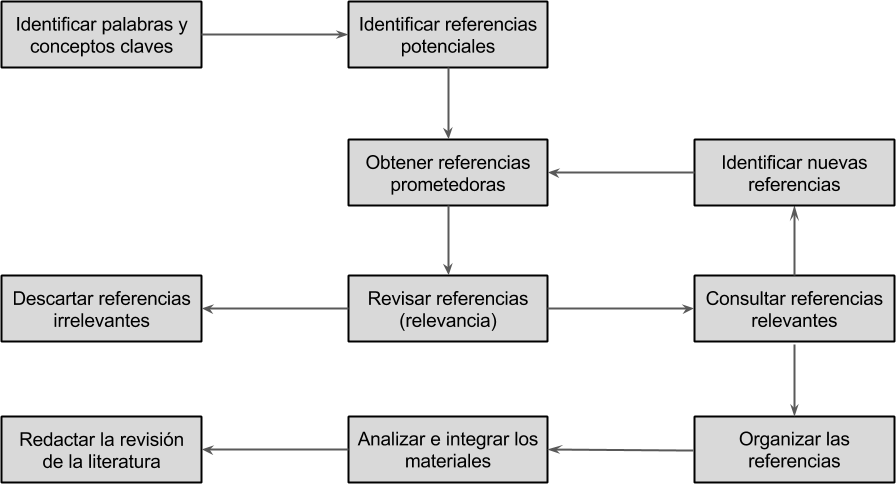 Identificar palabras y
conceptos claves
Identificar referencias
potenciales
Obtener referencias
prometedoras
Identificar nuevas
referencias
Descartar referencias
irrelevantes
Revisar referencias
(relevancia)
Consultar referencias
relevantes
Redactar la revisión
de la literatura
Analizar e integrar los
materiales
Organizar las
referencias